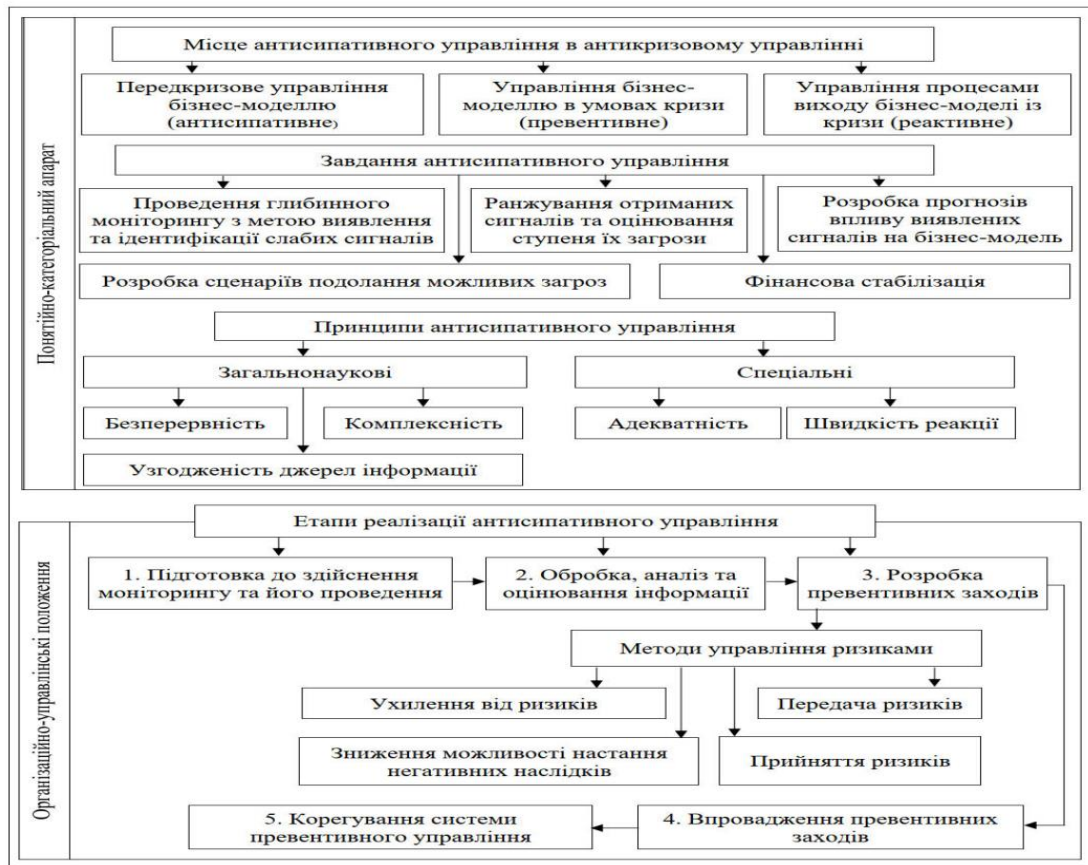 Понятійно-категоріальний апарат
Місце антисипативного управління в антикризовому управлінні
Передкризове управління
бізнес-моделлю
(антисипативне)
Управління бізнес-
моделлю в умовах кризи
(превентивне)
Управління процесами
виходу бізнес-моделі із
кризи (реактивне)
Завдання антисипативного управління
Проведення глибинного
моніторингу з метою виявлення
та ідентифікації слабих сигналів
Ранжування отриманих
сигналів та оцінювання
ступеня їх загрози
Розробка прогнозів
впливу виявлених
сигналів на бізнес-модель
Розробка сценаріїв подолання можливих загроз
Фінансова стабілізація
Принципи антисипативного управління
Загальнонаукові
Спеціальні
Безперервність
Комплексність
Адекватність
Швидкість реакції
Узгодженість джерел інформації
Організаційно-управлінські положення
Етапи реалізації антисипативного управління
1. Підготовка до здійснення
моніторингу та його проведення
2. Обробка, аналіз та
оцінювання інформації
3. Розробка
превентивних заходів
Методи управління ризиками
Ухилення від ризиків
Передача ризиків
Зниження можливості настання
негативних наслідків
Прийняття ризиків
5. Корегування системи
превентивного управління
4. Впровадження превентивних
заходів